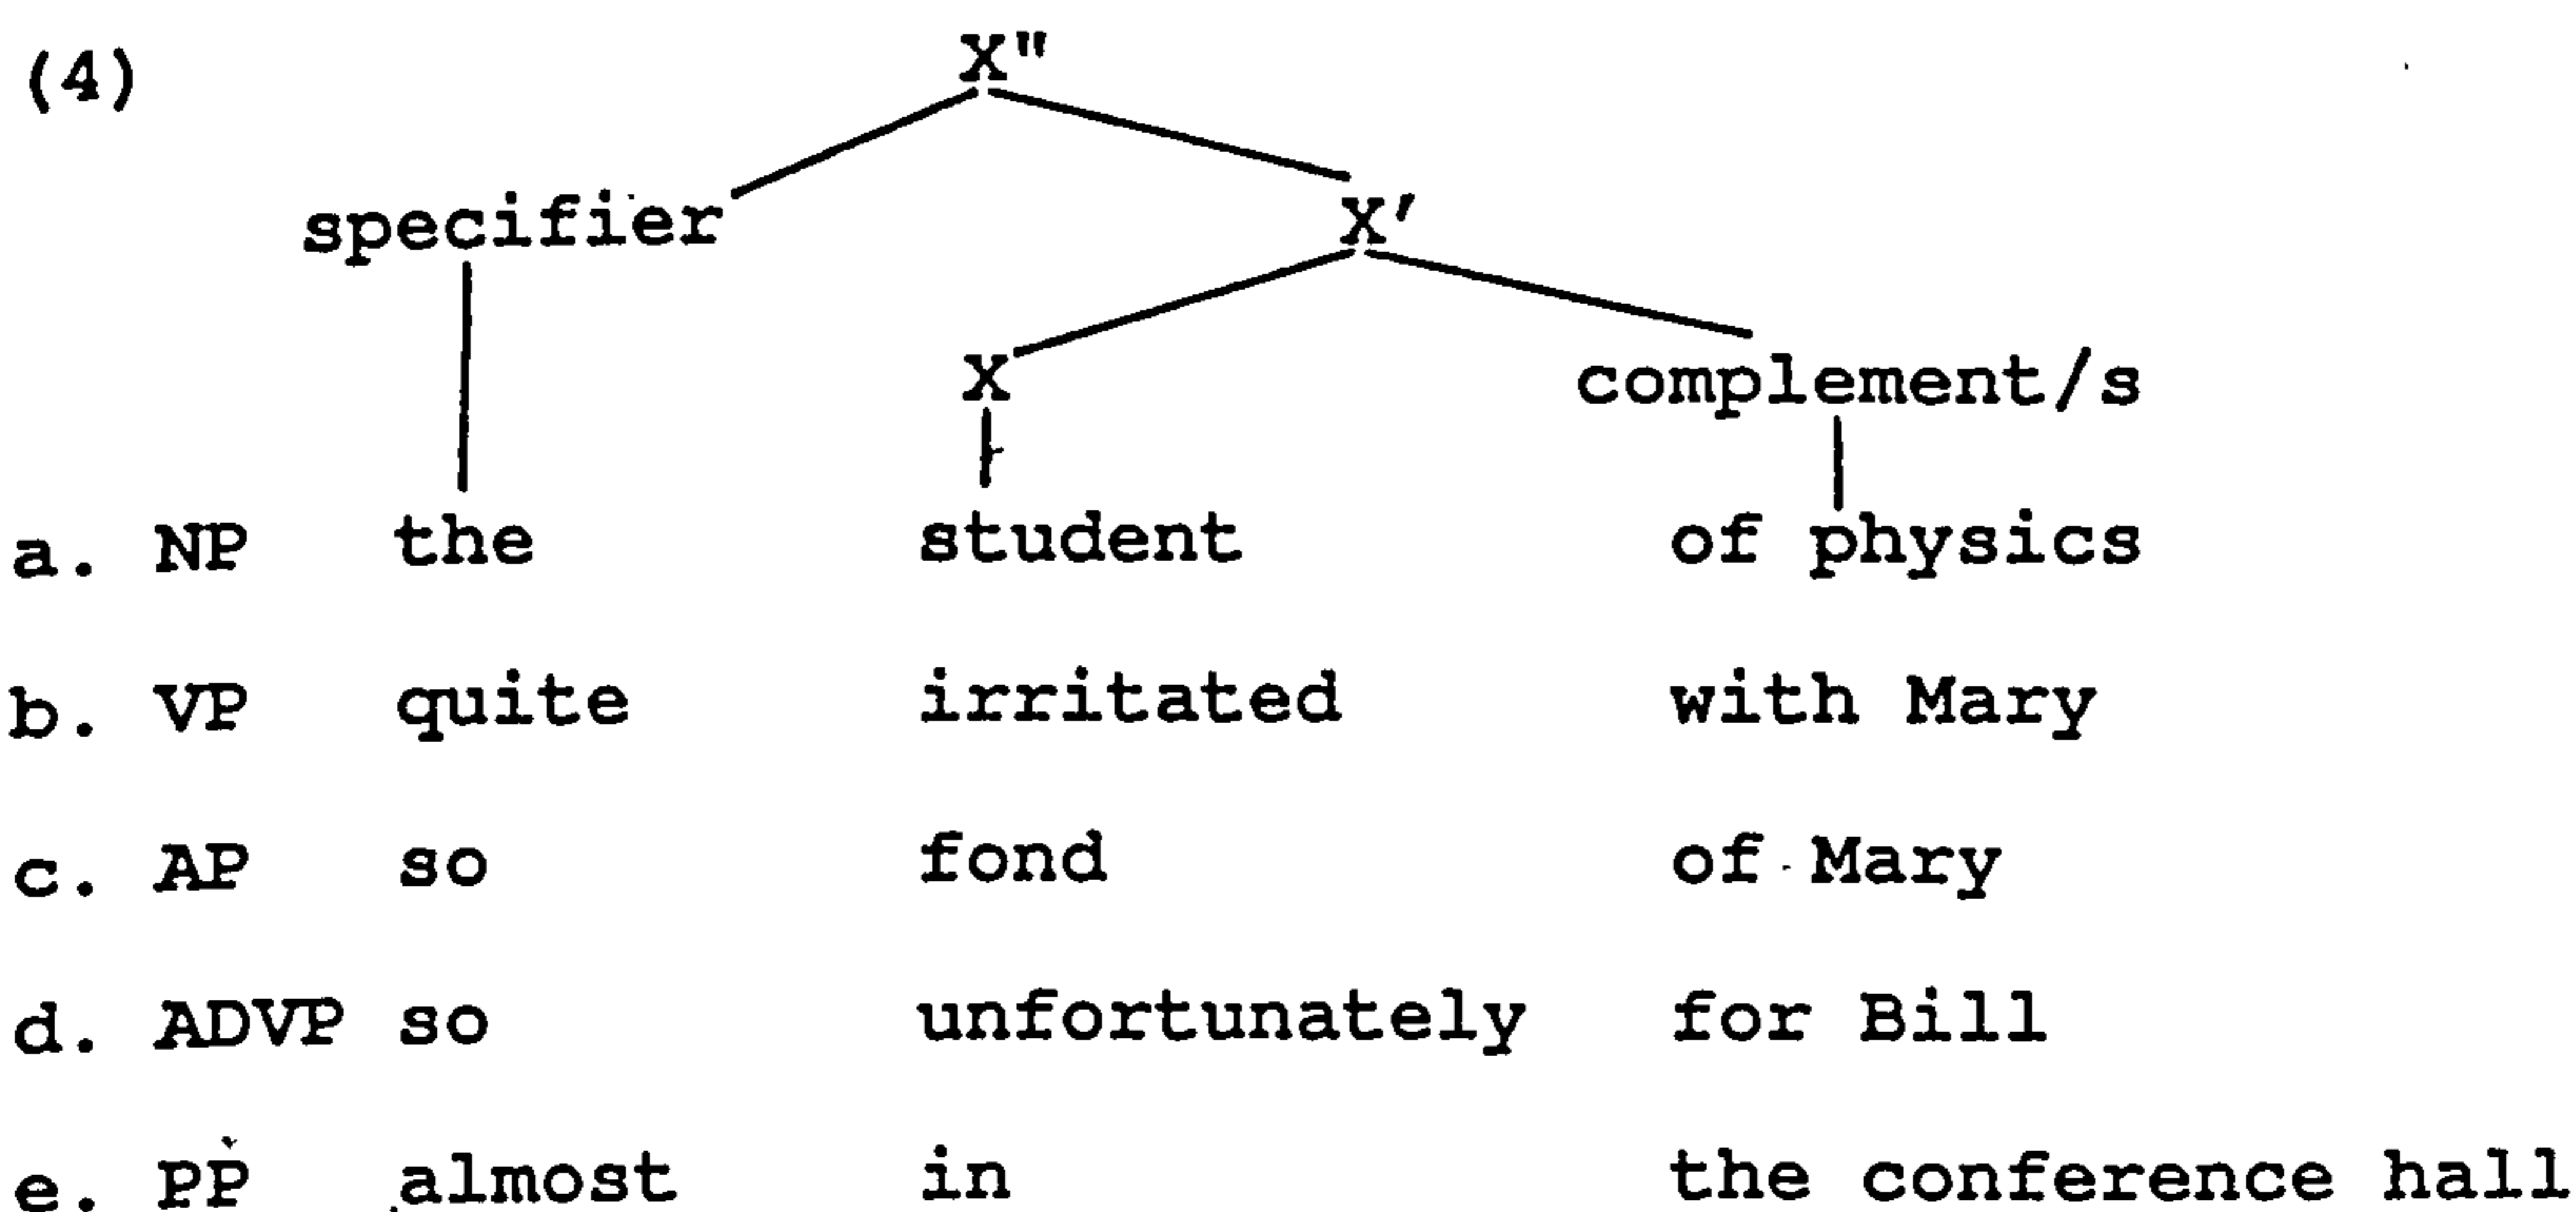 (4) X"
specifier X'
X complement/s
a. NP the student of physics
b. VP quite irritated with Mary
c. AP so fond of Mary
d. ADVP so unfortunately for Bill
e. PP almost in the conference hall